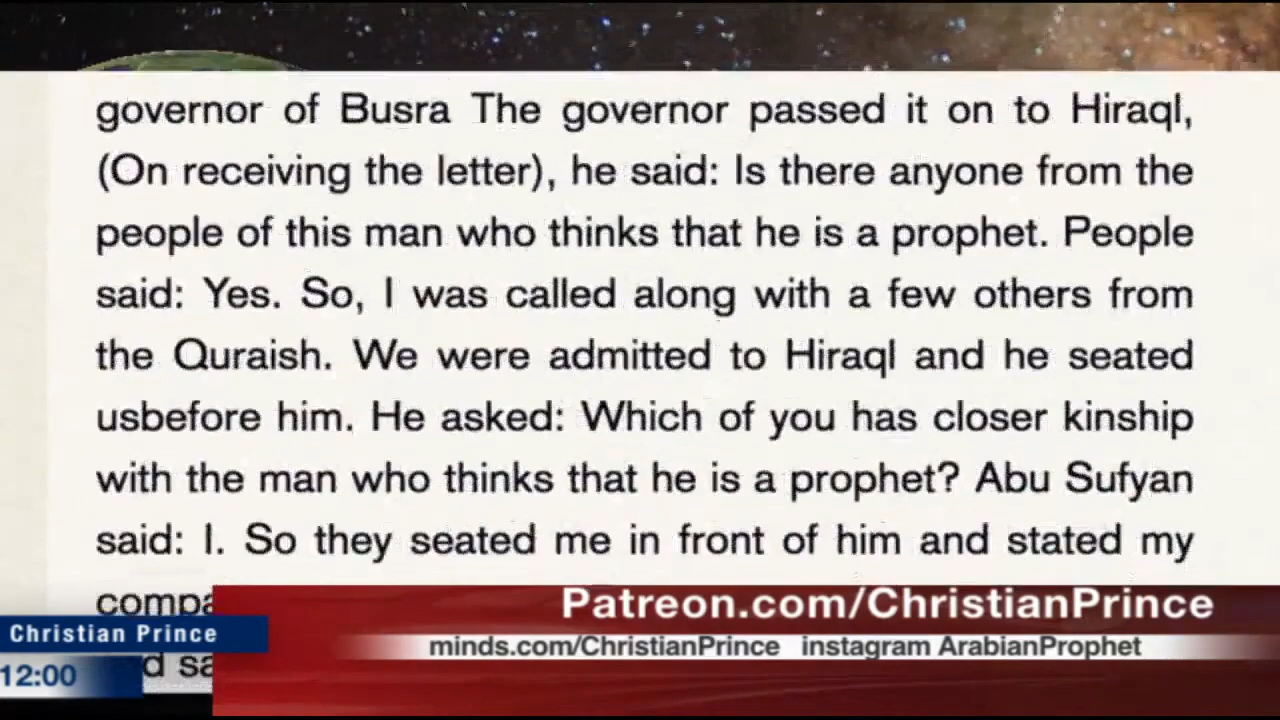 governor of Busra The governor passed it on to Hiraql,
(On receiving the letter), he said: Is there anyone from the
people of this man who thinks that he is a prophet. People
said: Yes. So, I was called along with a few others from
the Quraish. We were admitted to Hiraql and he seated
usbefore him. He asked: Which of you has closer kinship
with the man who thinks that he is a prophet? Abu Sufyan
said: I. So they seated me in front of him and stated my
Patreon.com/ChristianPrince
Christian Prince
minds.com/ChristianPrince instagram ArabianProphet
12:00